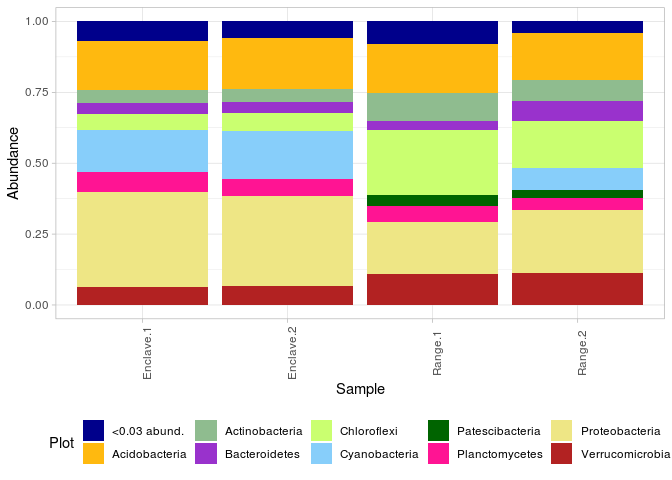 1.00
0.75
0.50
0.25
0.00
Abundance
Enclave.1
Enclave.2
Range.1
Range.2
Sample
Plot
<0.03 abund. Actinobacteria Chloroflexi Patescibacteria Proteobacteria
Acidobacteria Bacteroidetes Cyanobacteria Planctomycetes Verrucomicrobia